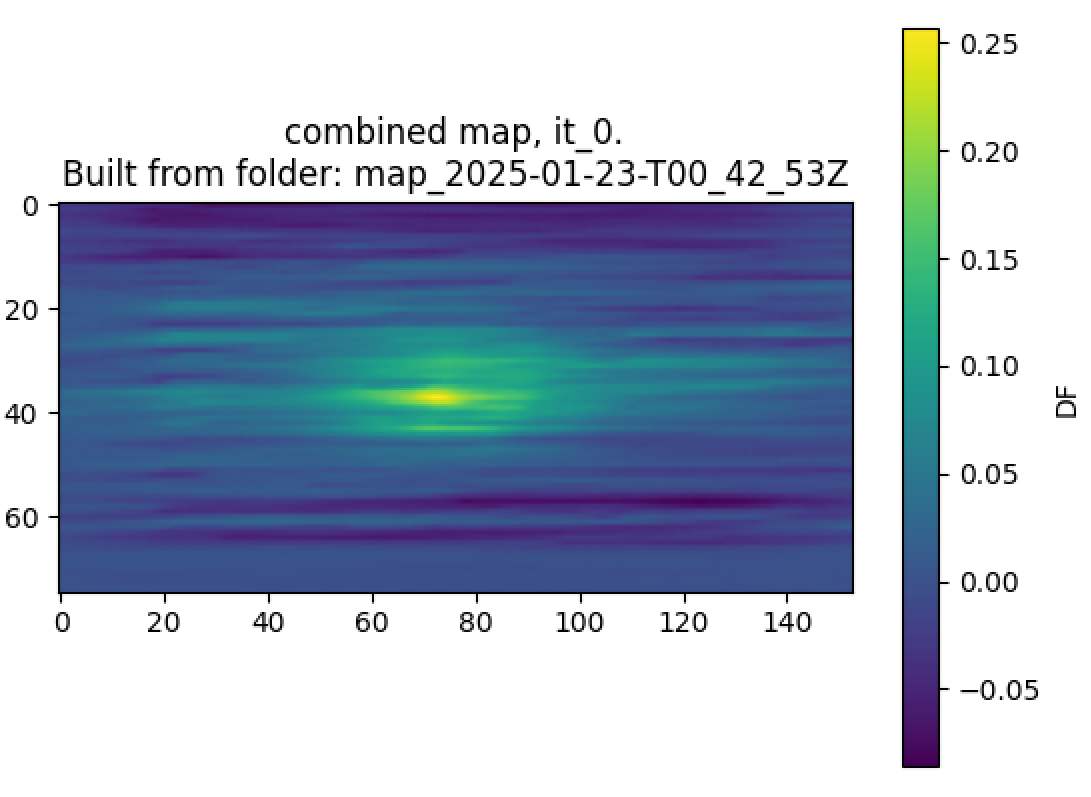 combined map, it_0.
Built from folder: map_2025-01-23-T00_42_53Z
0
20
40
60
0 20 40 60 80 100 120 140
0.25
0.20
0.15
0.10
0.05
0.00
−0.05
DF